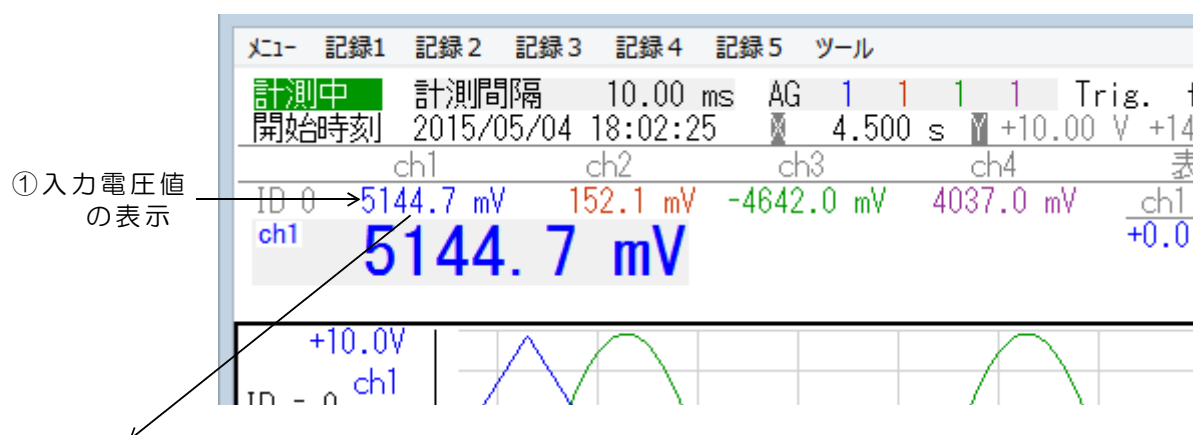 メニュー 記録1 記録2 記録3 記録4 記録5 ツール
計測中 計測間隔 10.00 ms AG 1 1 1 1 Trig.
開始時刻 2015/05/04 18:02:25 X 4.500 s Y +10.00 V +14
ch1 ch2 ch3 ch4 表
①入力電圧値
の表示
ID 0 5144.7 mV 152.1 mV -4642.0 mV 4037.0 mV ch1
ch1 5144.7 mV +0.0
+10.0V
ch1
ID = 0